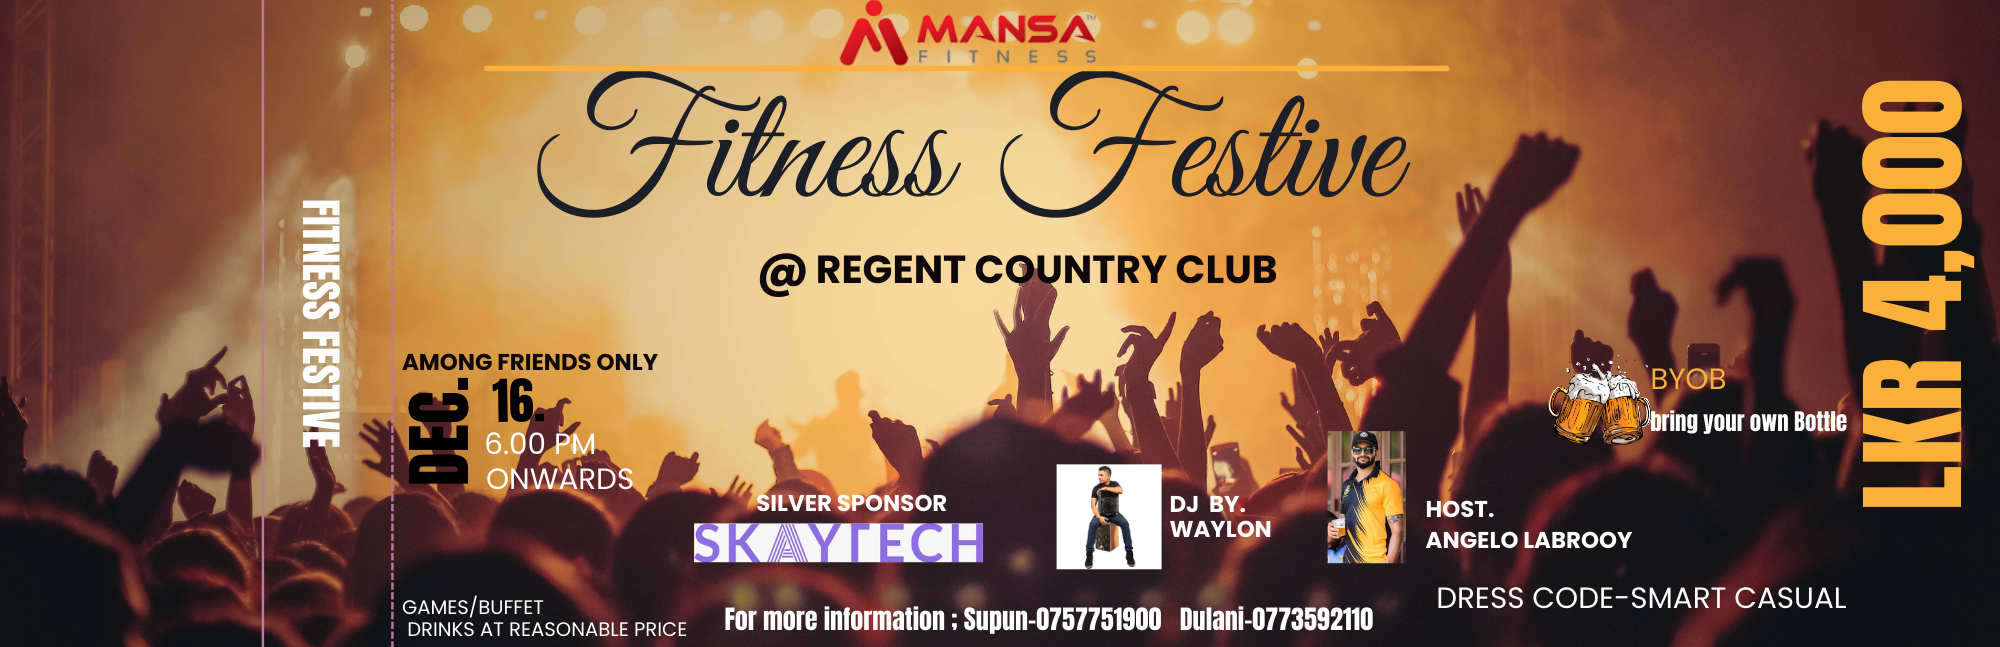 MANSA™
FITNESS
Fitness Festive
@ REGENT COUNTRY CLUB
FITNESS FESTIVE
AMONG FRIENDS ONLY
DEC. 16.
6.00 PM
ONWARDS
SILVER SPONSOR
SKAYTECH
DJ BY.
WAYLON
HOST.
ANGELO LABROOY
BYOB
bring your own Bottle
LKR 4,000
DRESS CODE-SMART CASUAL
GAMES/BUFFET
DRINKS AT REASONABLE PRICE
For more information ; Supun-0757751900 Dulani-0773592110